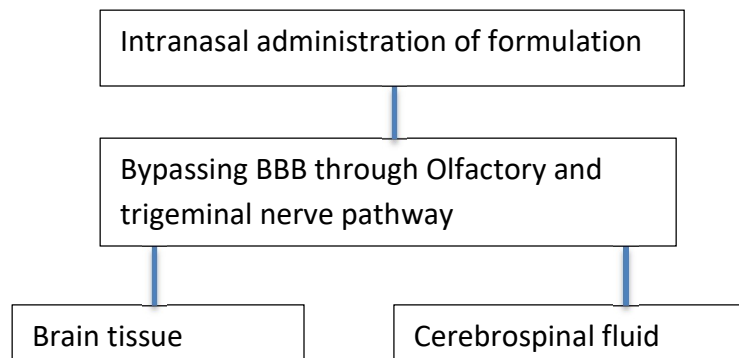 Intranasal administration of formulation
Bypassing BBB through Olfactory and
trigeminal nerve pathway
Brain tissue
Cerebrospinal fluid